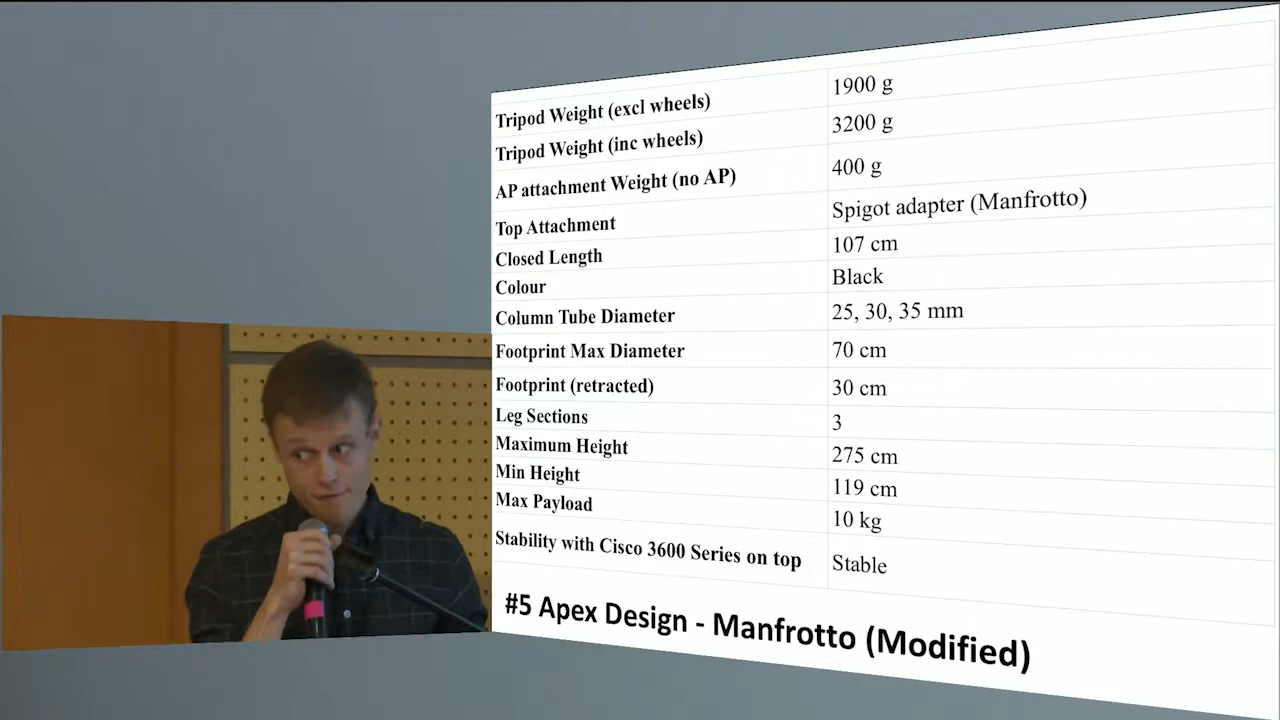 Tripod Weight (excl wheels) 1900 g
Tripod Weight (inc wheels) 3200 g
AP attachment Weight (no AP) 400 g
Top Attachment Spigot adapter (Manfrotto)
Closed Length 107 cm
Colour Black
Column Tube Diameter 25, 30, 35 mm
Footprint Max Diameter 70 cm
Footprint (retracted) 30 cm
Leg Sections 3
Maximum Height 275 cm
Min Height 119 cm
Max Payload 10 kg
Stability with Cisco 3600 Series on top Stable
#5 Apex Design - Manfrotto (Modified)